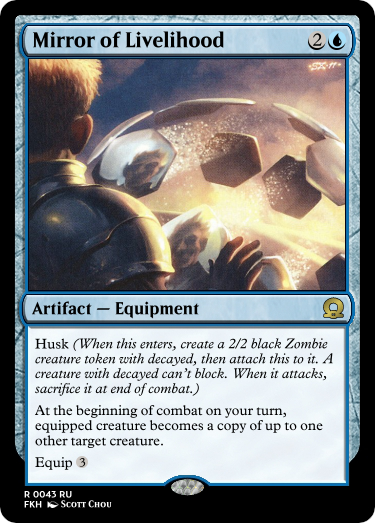 Mirror of Livelihood 2
Artifact — Equipment
Husk (When this enters, create a 2/2 black Zombie
creature token with decayed, then attach this to it. A
creature with decayed can't block. When it attacks,
sacrifice it at end of combat.)
At the beginning of combat on your turn,
equipped creature becomes a copy of up to one
other target creature.
Equip 3
R 0043 RU
FKH Scott Chou